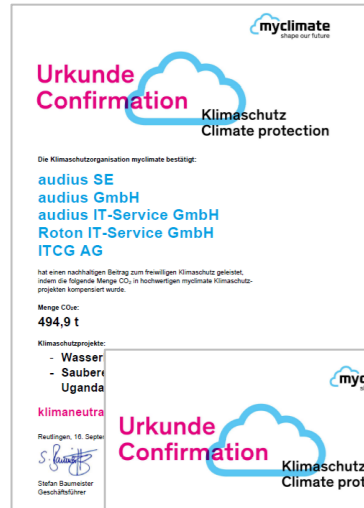 myclimate
shape our future
Urkunde
Confirmation
Klimaschutz
Climate protection
Die Klimaschutzorganisation myclimate bestätigt:
audius SE
audius GmbH
audius IT-Service GmbH
Roton IT-Service GmbH
ITCG AG
hat einen nachhaltigen Beitrag zum freiwilligen Klimaschutz geleistet,
indem die folgende Menge CO₂ in hochwertigen myclimate Klimaschutz-
projekten kompensiert wurde.
Menge CO₂e:
494,9 t
Klimaschutzprojekte:
- Wasser
- Saubere
Uganda
klimaneutra
Reutlingen, 16. Septe
Stefan Baumeister
Geschäftsführer
Urkunde
Confirmation
Klimaschutz
Climate prot